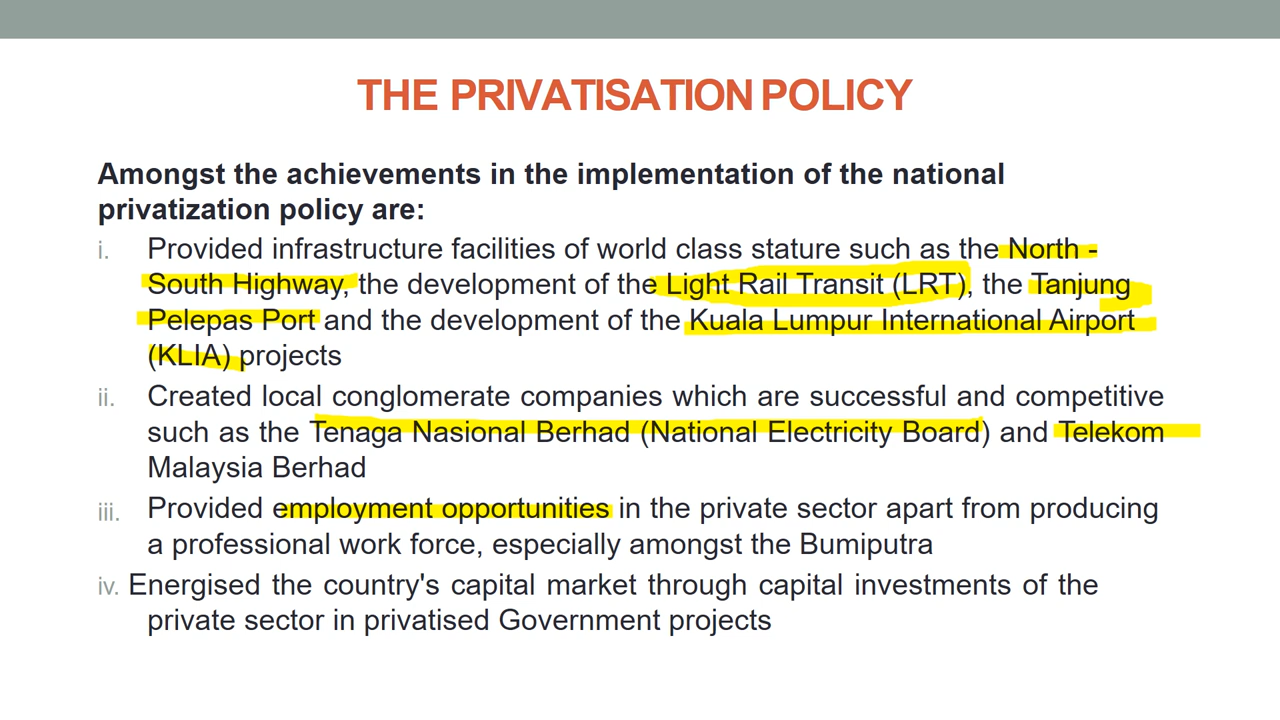 THE PRIVATISATION POLICY
Amongst the achievements in the implementation of the national
privatization policy are:
i. Provided infrastructure facilities of world class stature such as the North -
South Highway, the development of the Light Rail Transit (LRT), the Tanjung
Pelepas Port and the development of the Kuala Lumpur International Airport
(KLIA) projects
ii. Created local conglomerate companies which are successful and competitive
such as the Tenaga Nasional Berhad (National Electricity Board) and Telekom
Malaysia Berhad
iii. Provided employment opportunities in the private sector apart from producing
a professional work force, especially amongst the Bumiputra
iv. Energised the country's capital market through capital investments of the
private sector in privatised Government projects